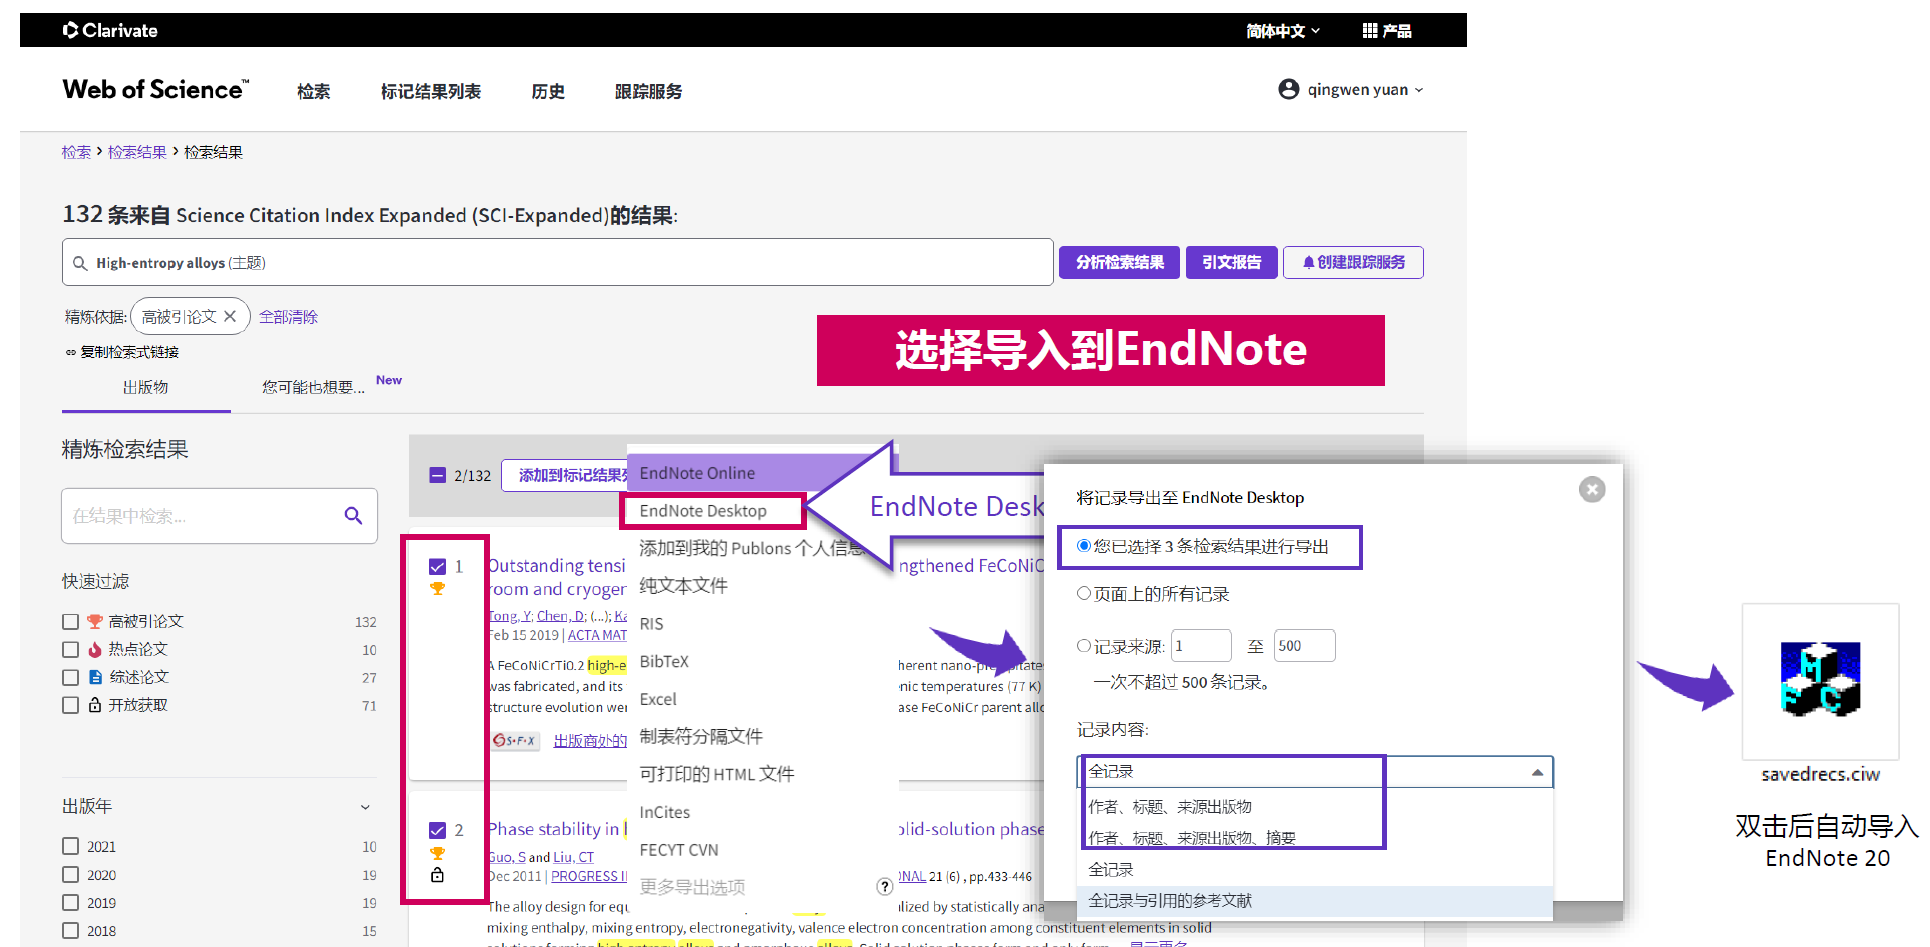 Clarivate
简体中文
产品
Web of Science™
检索
标记结果列表
历史
跟踪服务
qingwen yuan
检索 > 检索结果 > 检索结果
132 条来自 Science Citation Index Expanded (SCI-Expanded)的结果:
High-entropy alloys (主题)
分析检索结果
引文报告
创建跟踪服务
精炼依据: 高被引论文 × 全部清除
复制检索式链接
选择导入到EndNote
出版物
您可能也想要...
New
精炼检索结果
在结果中检索...
快速过滤
高被引论文 132
热点论文 10
综述论文 27
开放获取 71
出版年
2021 10
2020 19
2019 19
2018 15
2/132
添加到标记结果
EndNote Online
EndNote Desktop
添加到我的 Publons 个人信息
纯文本文件
RIS
BibTeX
Excel
制表符分隔文件
可打印的 HTML 文件
InCites
FECYT CVN
更多导出选项
?
EndNote Desk
1
Outstanding tensi
ngthened FeCoNiC
room and cryoger
Tong, Y; Chen, D; (...); Ka
Feb 15 2019 | ACTA MAT
A FeCoNiCrTi0.2 high-e
herent nano-precipitates
was fabricated, and its
enic temperatures (77 K)
structure evolution wer
ase FeCoNiCr parent allo
S·F·X
出版商处的
2
Phase stability in
olid-solution phase
Guo, S and Liu, CT
Dec 2011 | PROGRESS I
ONAL 21 (6) , pp.433-446
The alloy design for equ
ilized by statistically ana
mixing enthalpy, mixing entropy, electronegativity, valence electron concentration among constituent elements in solid
将记录导出至 EndNote Desktop
您已选择 3 条检索结果进行导出
页面上的所有记录
记录来源: 1 至 500
一次不超过 500 条记录。
记录内容:
全记录
作者、标题、来源出版物
作者、标题、来源出版物、摘要
全记录
全记录与引用的参考文献
M F C
savedrecs.ciw
双击后自动导入
EndNote 20